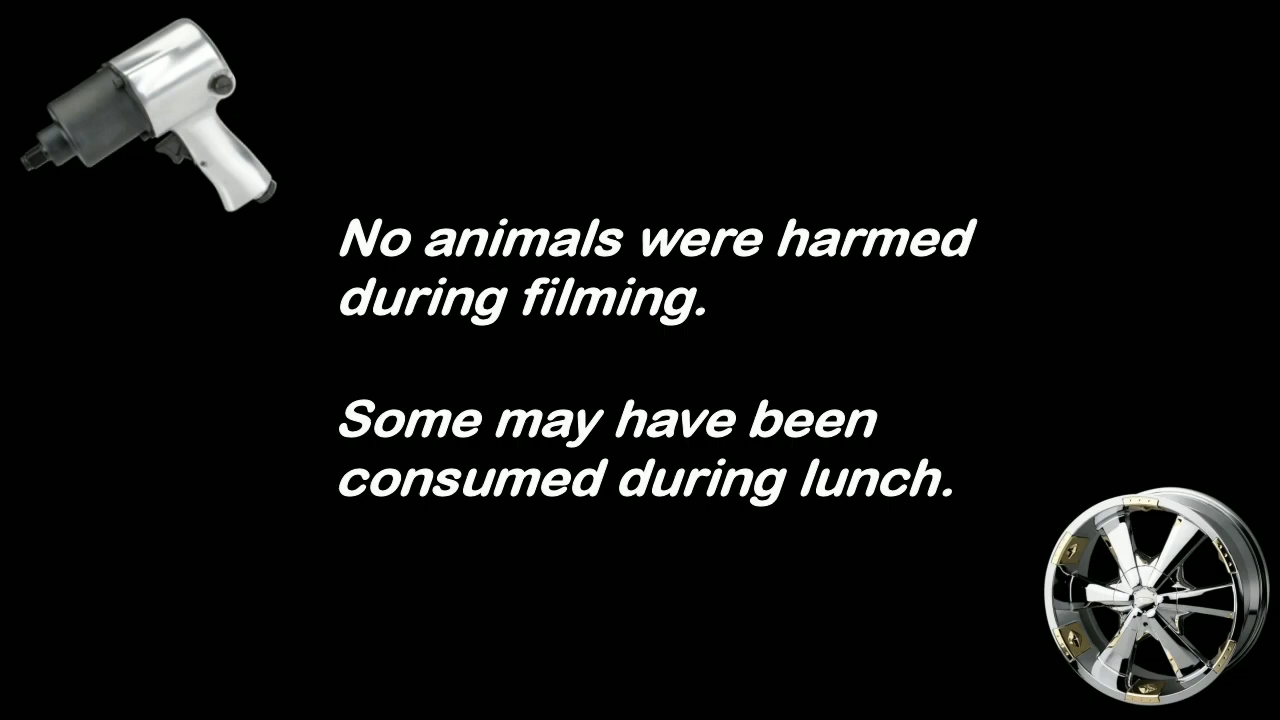 No animals were harmed
during filming.
Some may have been
consumed during lunch.